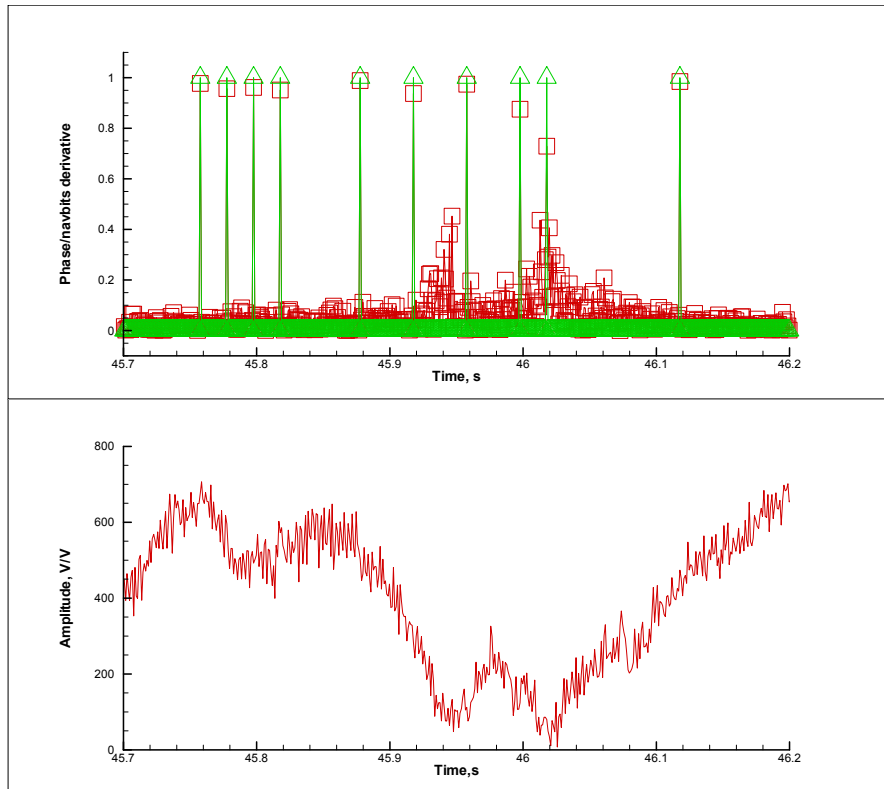 Phase/navbits derivative
1
0.8
0.6
0.4
0.2
0
45.7 45.8 45.9 46 46.1 46.2
Time, s
Amplitude, V/V
800
600
400
200
0
45.7 45.8 45.9 46 46.1 46.2
Time,s